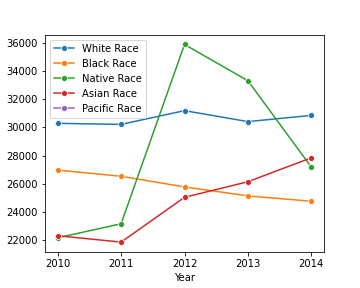 36000
34000
32000
30000
28000
26000
24000
22000
White Race
Black Race
Native Race
Asian Race
Pacific Race
2010 2011 2012 2013 2014
Year